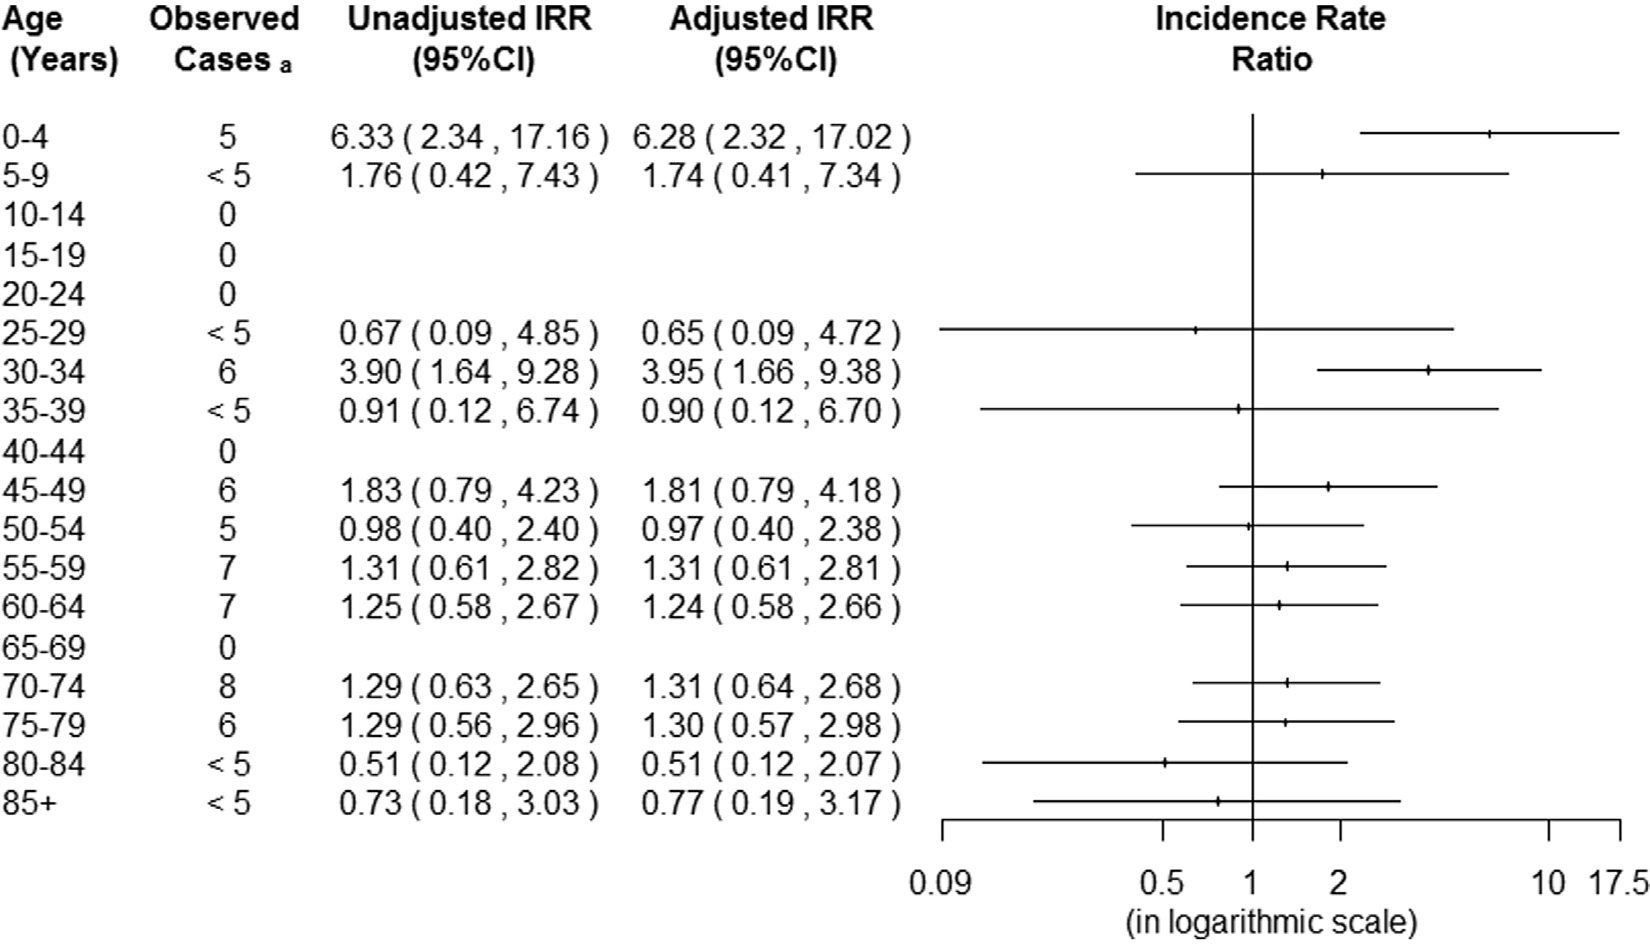 Age Observed Unadjusted IRR Adjusted IRR Incidence Rate
(Years) Cases a (95%CI) (95%CI) Ratio
0-4 5 6.33 ( 2.34 , 17.16 ) 6.28 ( 2.32 , 17.02 )
5-9 < 5 1.76 ( 0.42 , 7.43 ) 1.74 ( 0.41 , 7.34 )
10-14 0
15-19 0
20-24 0
25-29 < 5 0.67 ( 0.09 , 4.85 ) 0.65 ( 0.09 , 4.72 )
30-34 6 3.90 ( 1.64 , 9.28 ) 3.95 ( 1.66 , 9.38 )
35-39 < 5 0.91 ( 0.12 , 6.74 ) 0.90 ( 0.12 , 6.70 )
40-44 0
45-49 6 1.83 ( 0.79 , 4.23 ) 1.81 ( 0.79 , 4.18 )
50-54 5 0.98 ( 0.40 , 2.40 ) 0.97 ( 0.40 , 2.38 )
55-59 7 1.31 ( 0.61 , 2.82 ) 1.31 ( 0.61 , 2.81 )
60-64 7 1.25 ( 0.58 , 2.67 ) 1.24 ( 0.58 , 2.66 )
65-69 0
70-74 8 1.29 ( 0.63 , 2.65 ) 1.31 ( 0.64 , 2.68 )
75-79 6 1.29 ( 0.56 , 2.96 ) 1.30 ( 0.57 , 2.98 )
80-84 < 5 0.51 ( 0.12 , 2.08 ) 0.51 ( 0.12 , 2.07 )
85+ < 5 0.73 ( 0.18 , 3.03 ) 0.77 ( 0.19 , 3.17 )
0.09 0.5 1 2 10 17.5
(in logarithmic scale)